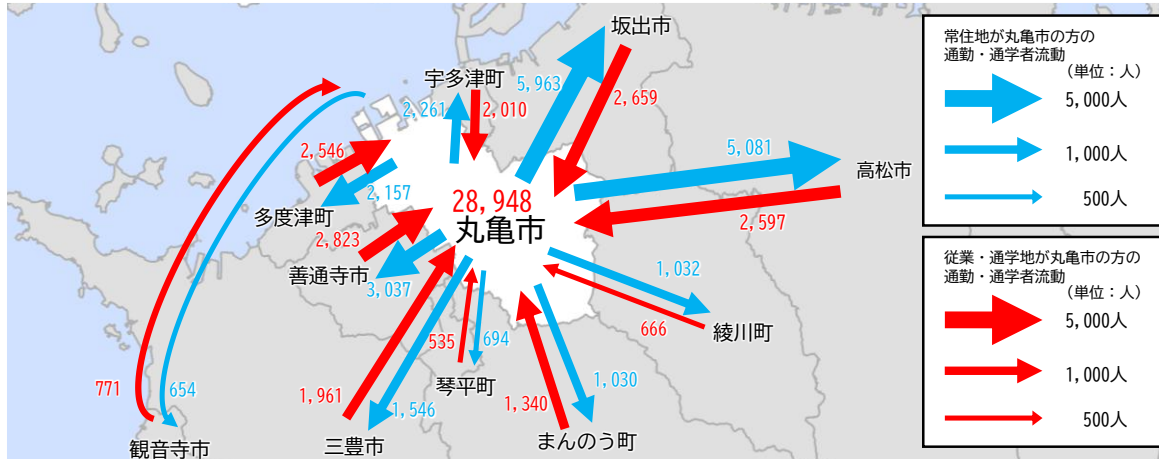 坂出市
宇多津町
5,963
2,261
2,010
2,659
2,546
5,081
高松市
2,157
28,948
丸亀市
多度津町
2,597
2,823
善通寺市
3,037
1,032
535
694
666
綾川町
771
654
琴平町
1,961
1,546
1,340
1,030
観音寺市
三豊市
まんのう町
常住地が丸亀市の方の
通勤・通学者流動
(単位:人)
5,000人
1,000人
500人
従業・通学地が丸亀市の方の
通勤・通学者流動
(単位:人)
5,000人
1,000人
500人